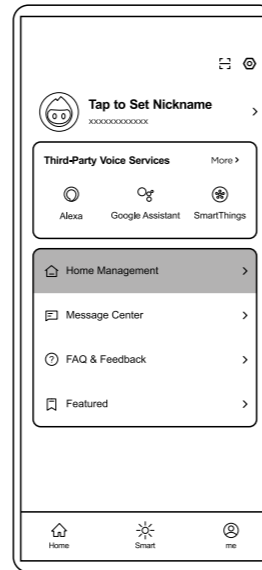 Tap to Set Nickname
xxxxxxxxxxxx
Third-Party Voice Services More
Alexa Google Assistant SmartThings
Home Management
Message Center
FAQ & Feedback
Featured
Home Smart me